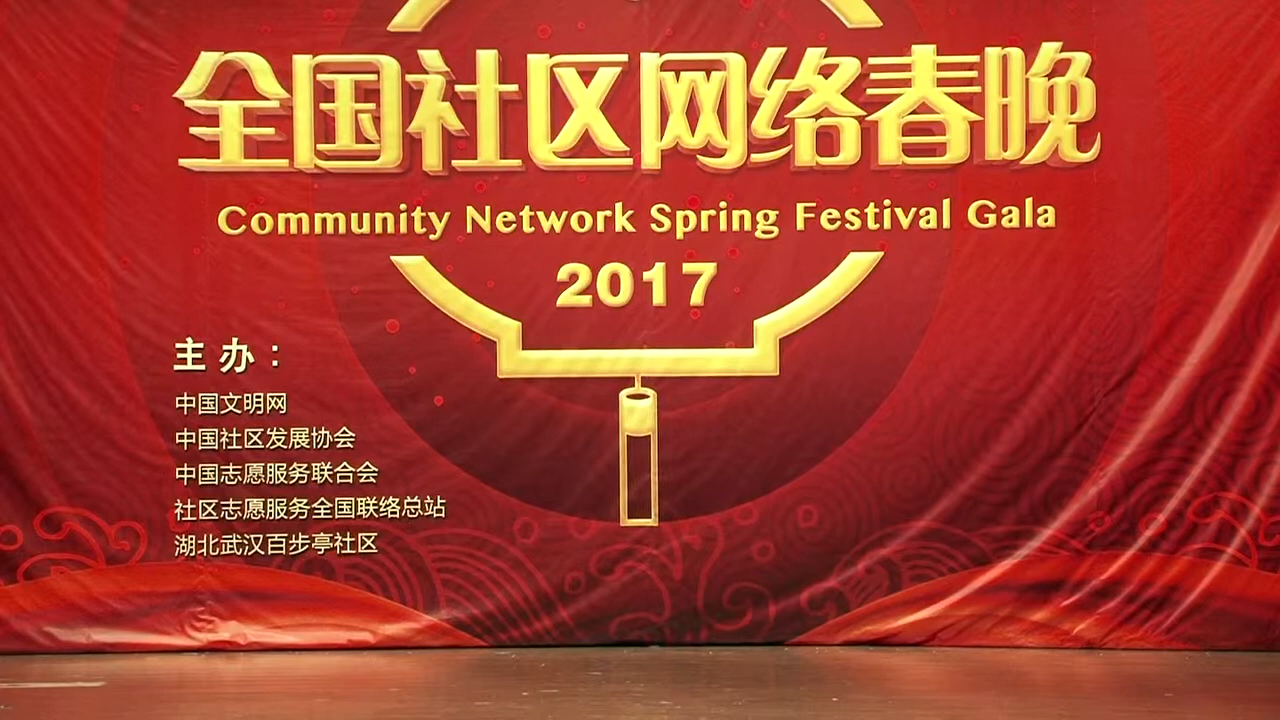 全国社区网络春晚
Community Network Spring Festival Gala
2017
主办：
中国文明网
中国社区发展协会
中国志愿服务联合会
社区志愿服务全国联络总站
湖北武汉百步亭社区